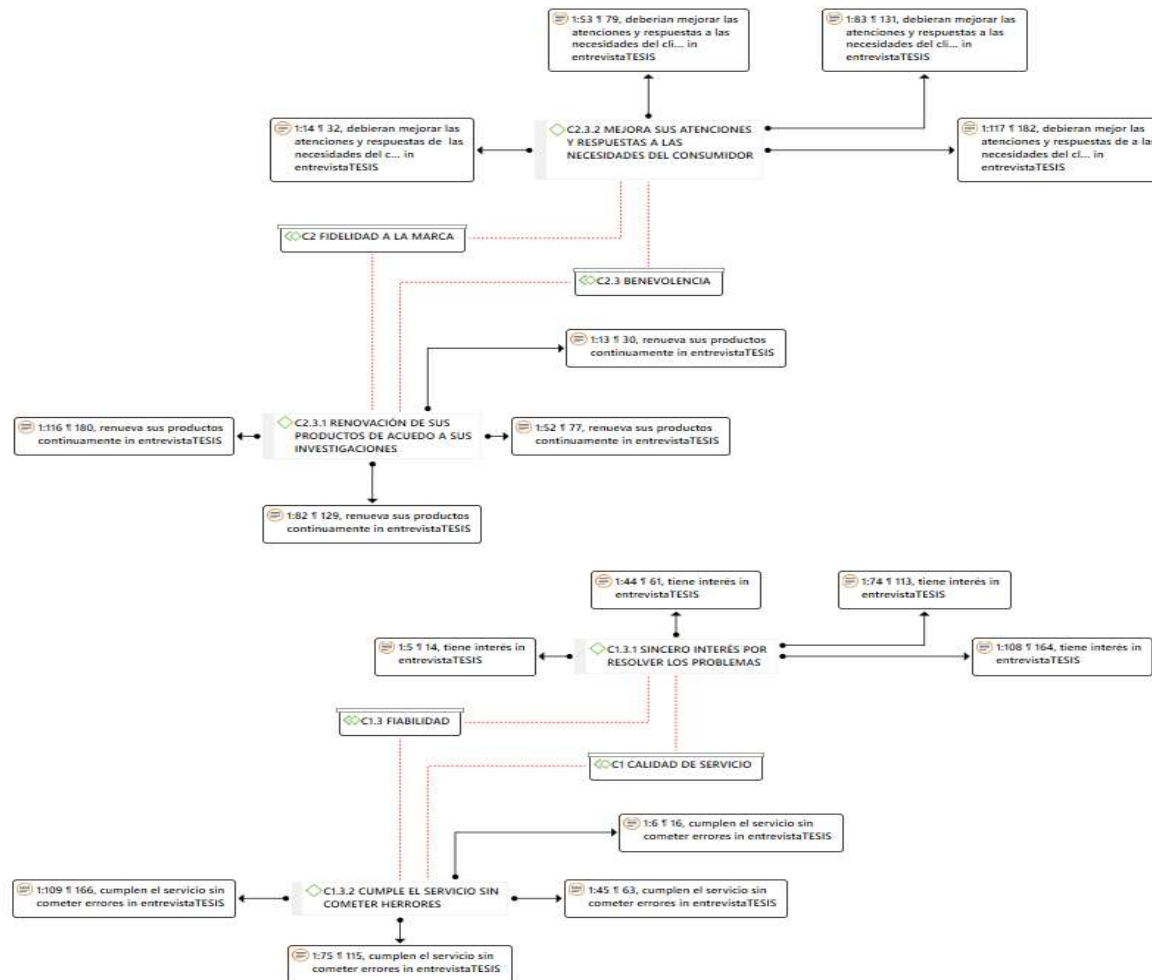 1:53 ¶ 79, deberian mejorar las
atenciones y respuestas a las
necesidades del cli... in
entrevistaTESIS
1:83 ¶ 131, debieran mejorar las
atenciones y respuestas a las
necesidades del cli... in
entrevistaTESIS
1:14 ¶ 32, debieran mejorar las
atenciones y respuestas de las
necesidades del c... in
entrevistaTESIS
C2.3.2 MEJORA SUS ATENCIONES
Y RESPUESTAS A LAS
NECESIDADES DEL CONSUMIDOR
1:117 ¶ 182, debieran mejor las
atenciones y respuestas de a las
necesidades del cl... in
entrevistaTESIS
C2 FIDELIDAD A LA MARCA
C2.3 BENEVOLENCIA
1:13 ¶ 30, renueva sus productos
continuamente in entrevistaTESIS
1:116 ¶ 180, renueva sus productos
continuamente in entrevistaTESIS
C2.3.1 RENOVACIÓN DE SUS
PRODUCTOS DE ACUEDO A SUS
INVESTIGACIONES
1:52 ¶ 77, renueva sus productos
continuamente in entrevistaTESIS
1:82 ¶ 129, renueva sus productos
continuamente in entrevistaTESIS
1:44 ¶ 61, tiene interés in
entrevistaTESIS
1:74 ¶ 113, tiene interés in
entrevistaTESIS
1:5 ¶ 14, tiene interés in
entrevistaTESIS
C1.3.1 SINCERO INTERÉS POR
RESOLVER LOS PROBLEMAS
1:108 ¶ 164, tiene interés in
entrevistaTESIS
C1.3 FIABILIDAD
C1 CALIDAD DE SERVICIO
1:6 ¶ 16, cumplen el servicio sin
cometer errores in entrevistaTESIS
1:109 ¶ 166, cumplen el servicio sin
cometer errores in entrevistaTESIS
C1.3.2 CUMPLE EL SERVICIO SIN
COMETER HERRORES
1:45 ¶ 63, cumplen el servicio sin
cometer errores in entrevistaTESIS
1:75 ¶ 115, cumplen el servicio sin
cometer errores in entrevistaTESIS